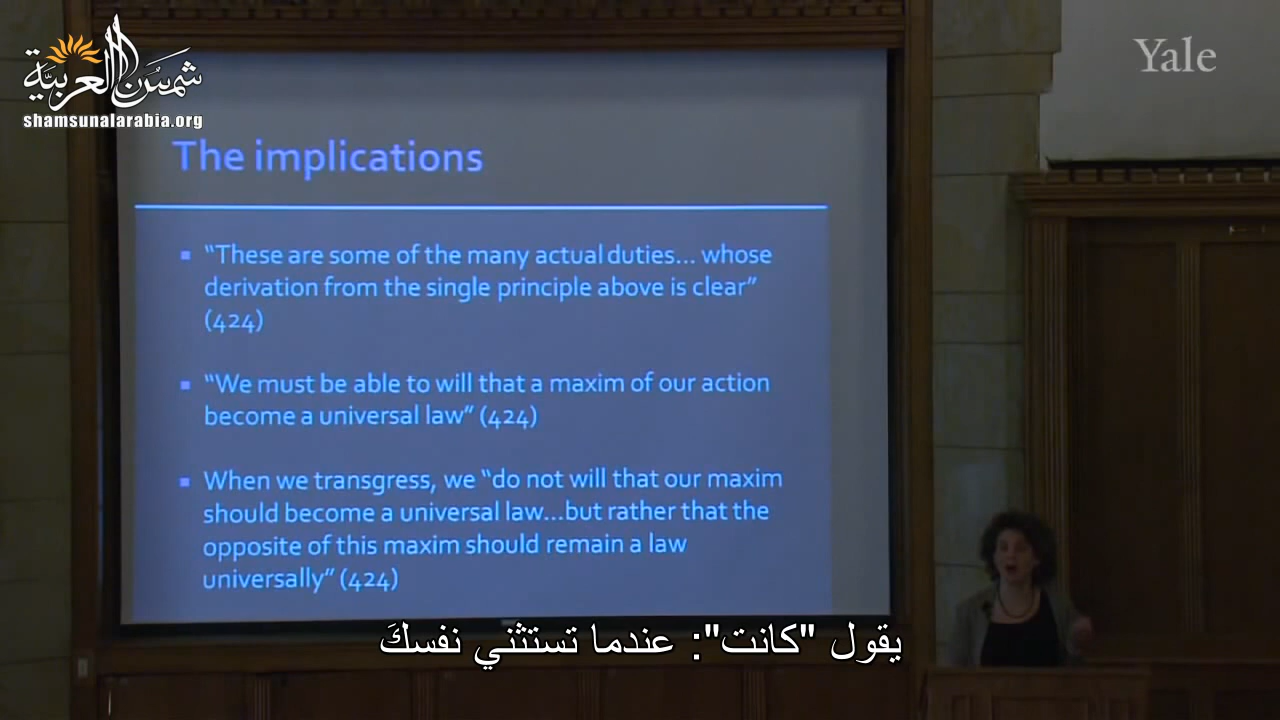 شمس العربية
shamsunalarabia.org
Yale
The implications
▪ “These are some of the many actual duties... whose
derivation from the single principle above is clear”
(424)
▪ “We must be able to will that a maxim of our action
become a universal law” (424)
▪ When we transgress, we “do not will that our maxim
should become a universal law...but rather that the
opposite of this maxim should remain a law
universally” (424)
يقول "كانت": عندما تستثني نفسكَ